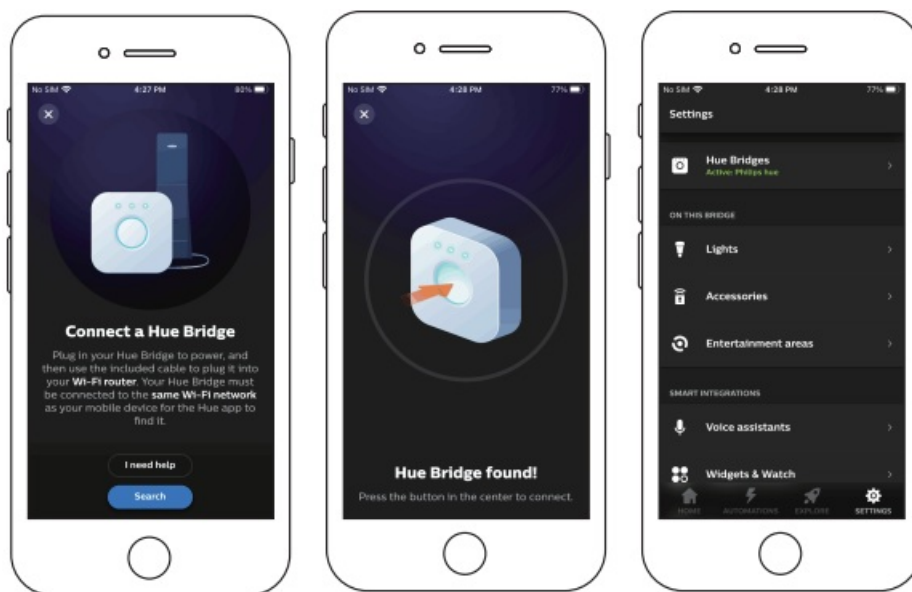 No SIM 4:27 PM 80%
Connect a Hue Bridge
Plug in your Hue Bridge to power, and
then use the included cable to plug it into
your Wi-Fi router. Your Hue Bridge must
be connected to the same Wi-Fi network
as your mobile device for the Hue app to
find it.
I need help
Search
No SIM 4:28 PM 77%
Hue Bridge found!
Press the button in the center to connect.
No SIM 4:28 PM 77%
Settings
Hue Bridges
Active: Philips hue
ON THIS BRIDGE
Lights
Accessories
Entertainment areas
SMART INTEGRATIONS
Voice assistants
Widgets & Watch
HOME AUTOMATIONS EXPLORE SETTINGS